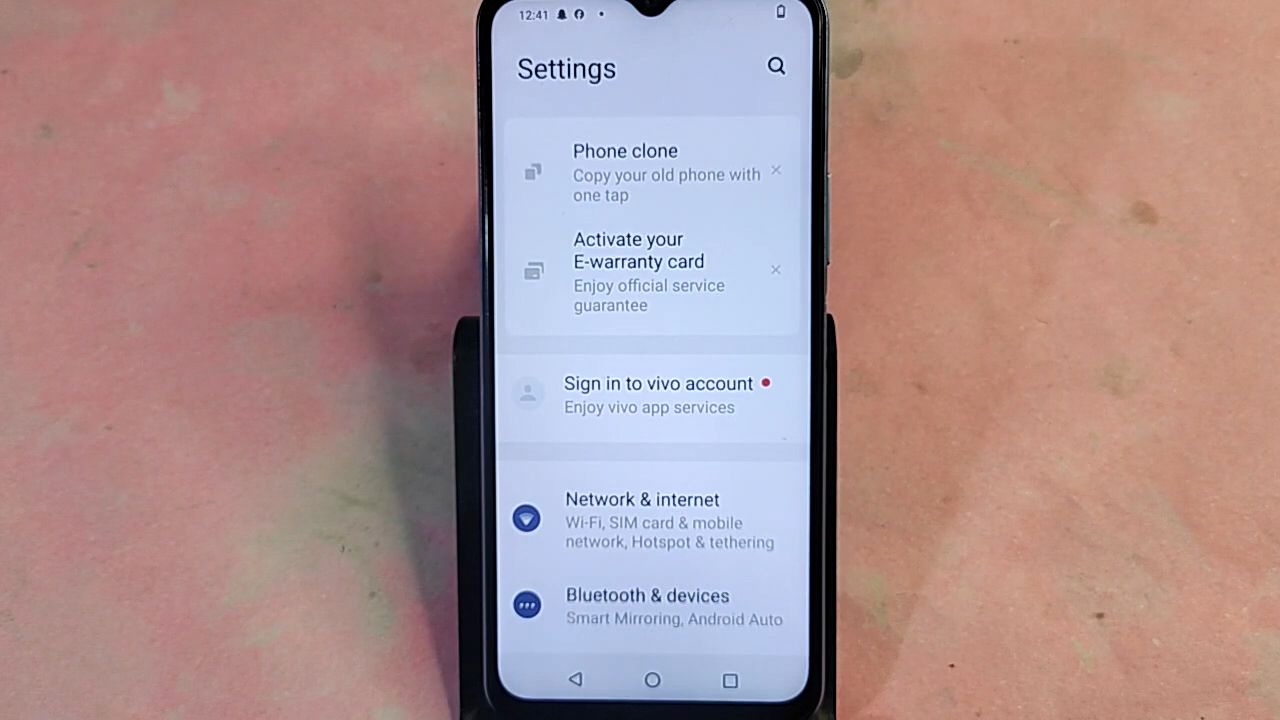 12:41
Settings
Phone clone
Copy your old phone with
one tap
Activate your
E-warranty card
Enjoy official service
guarantee
Sign in to vivo account
Enjoy vivo app services
Network & internet
Wi-Fi, SIM card & mobile
network, Hotspot & tethering
Bluetooth & devices
Smart Mirroring, Android Auto